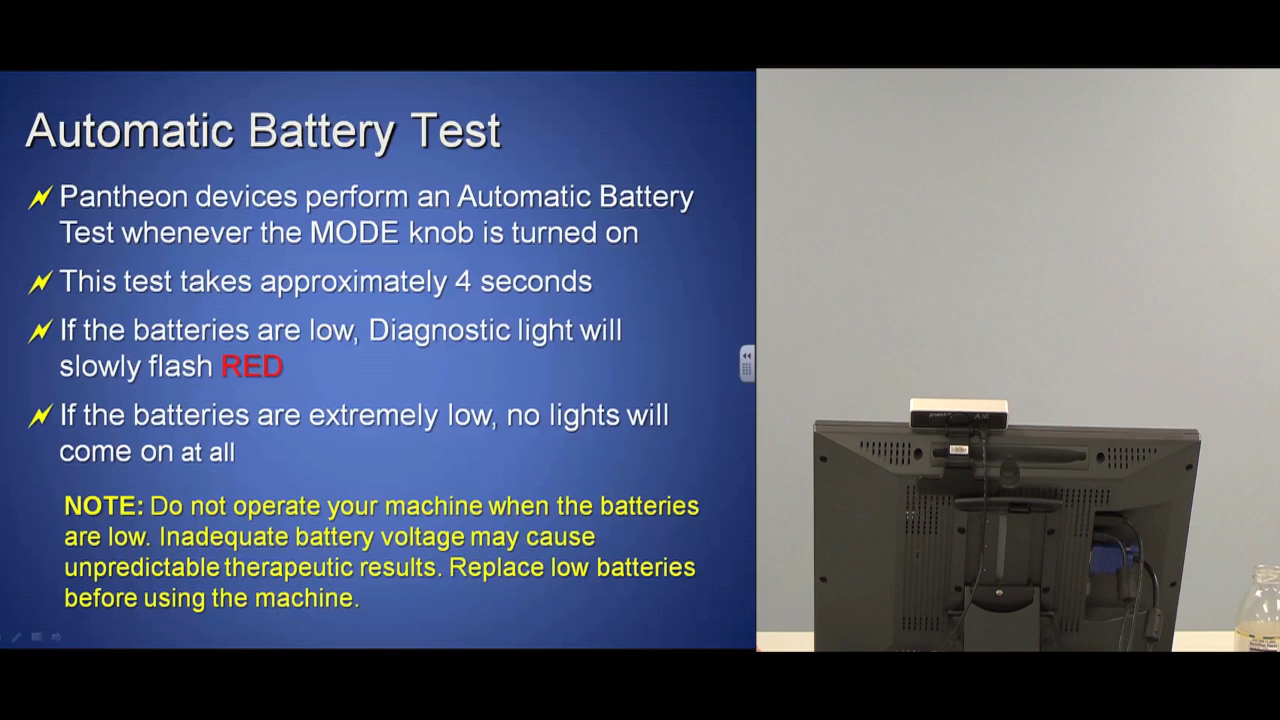 Automatic Battery Test
Pantheon devices perform an Automatic Battery
Test whenever the MODE knob is turned on
This test takes approximately 4 seconds
If the batteries are low, Diagnostic light will
slowly flash RED
If the batteries are extremely low, no lights will
come on at all
NOTE: Do not operate your machine when the batteries
are low. Inadequate battery voltage may cause
unpredictable therapeutic results. Replace low batteries
before using the machine.